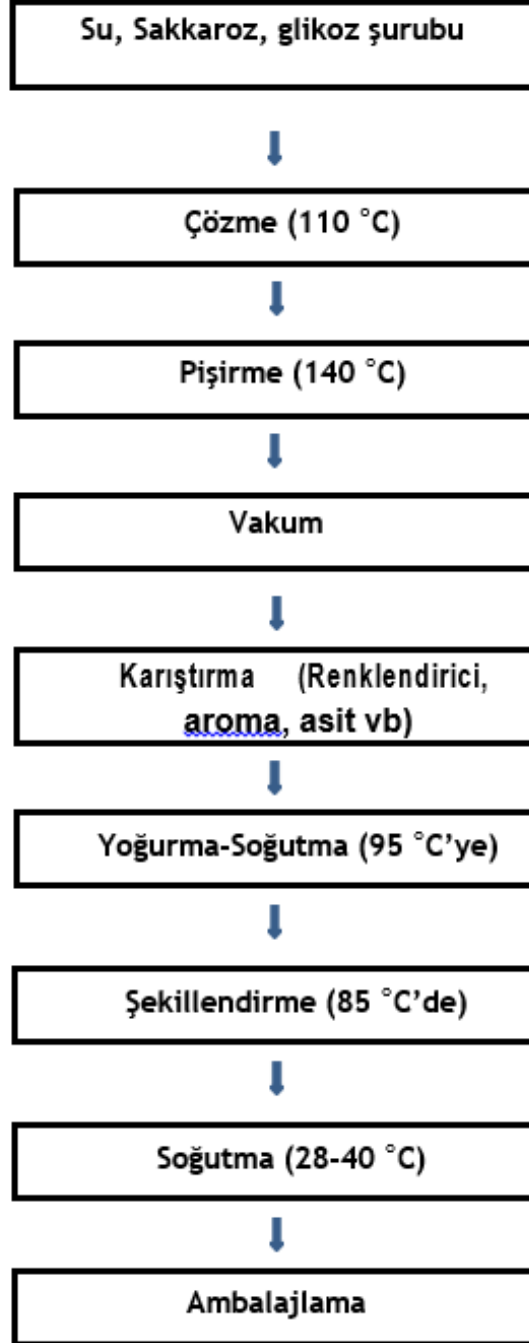 Su, Sakkaroz, glikoz şurubu
Çözme (110 °C)
Pişirme (140 °C)
Vakum
Karıştırma (Renklendirici,
aroma, asit vb)
Yoğurma-Soğutma (95 °C’ye)
Şekillendirme (85 °C’de)
Soğutma (28-40 °C)
Ambalajlama